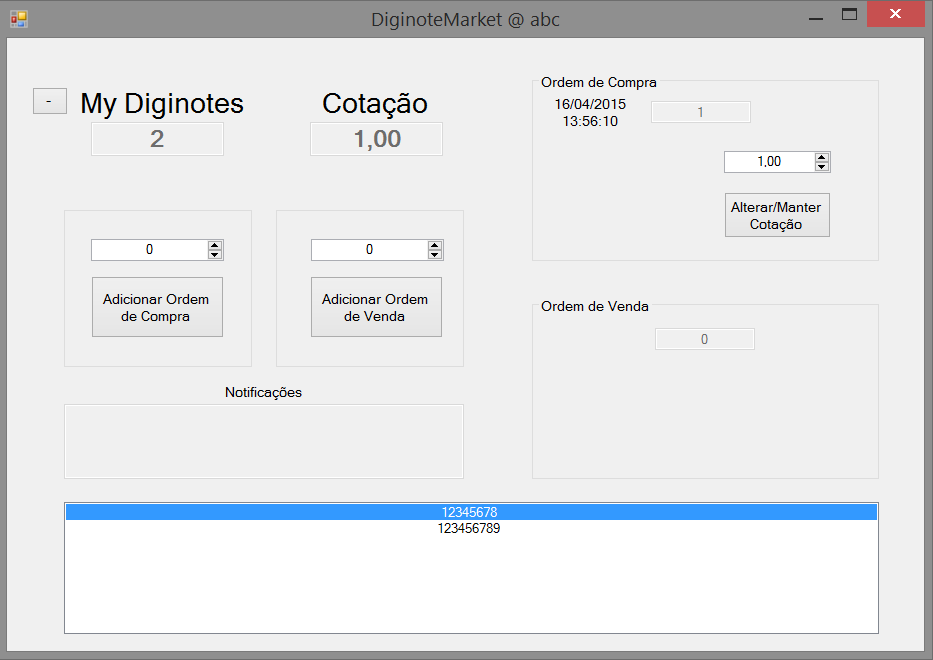 DiginoteMarket @ abc
-
My Diginotes
2
Cotação
1,00
Ordem de Compra
16/04/2015
13:56:10
1
1,00
Alterar/Manter
Cotação
0
Adicionar Ordem
de Compra
0
Adicionar Ordem
de Venda
Ordem de Venda
0
Notificações
12345678
123456789